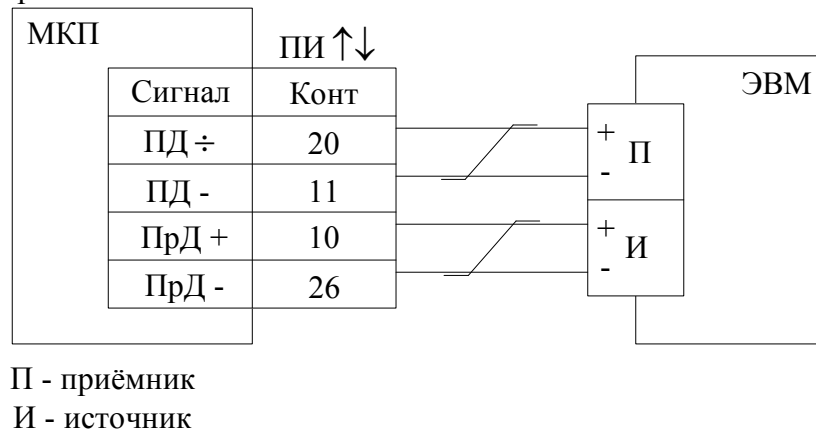 МКП
ПИ ↑↓
ЭВМ
Сигнал Конт
ПД ÷ 20
ПД - 11
ПрД + 10
ПрД - 26
+
П
-
+
И
-
П - приёмник
И - источник